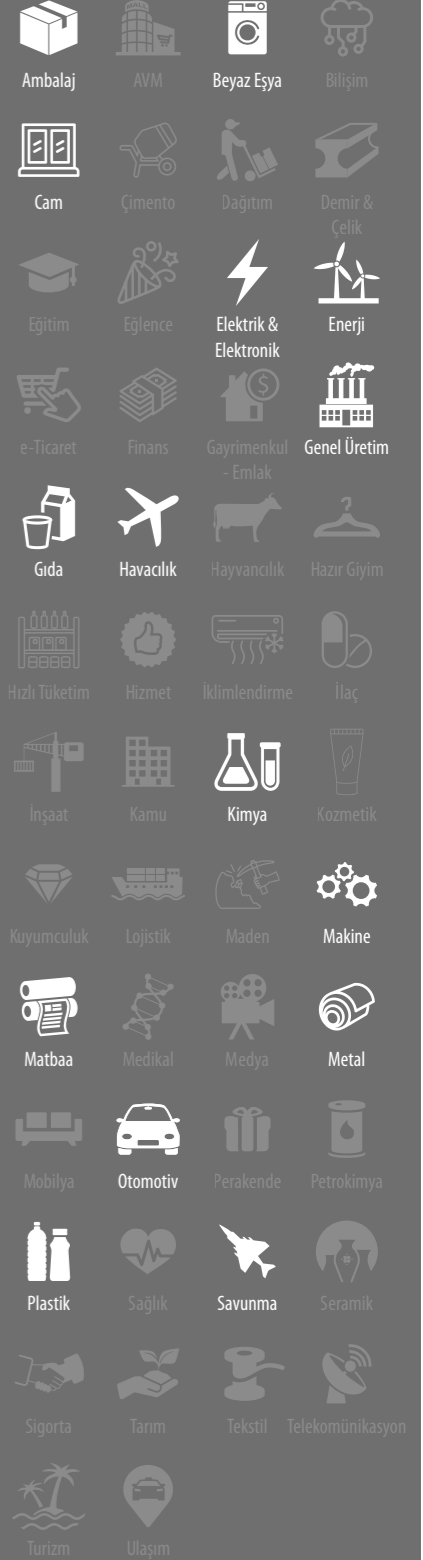 MALL
Ambalaj
AVM
Beyaz Eşya
Bilişim
Cam
Çimento
Dağıtım
Demir &
Çelik
Eğitim
Eğlence
Elektrik &
Elektronik
Enerji
e-Ticaret
Finans
Gayrimenkul
- Emlak
Genel Üretim
Gıda
Havacılık
Hayvancılık
Hazır Giyim
Hızlı Tüketim
Hizmet
İklimlendirme
İlaç
İnşaat
Kamu
Kimya
Kozmetik
Kuyumculuk
Lojistik
Maden
Makine
Matbaa
Medikal
Medya
Metal
Mobilya
Otomotiv
Perakende
Petrokimya
Plastik
Sağlık
Savunma
Seramik
Sigorta
Tarım
Tekstil
Telekomünikasyon
Turizm
Ulaşım